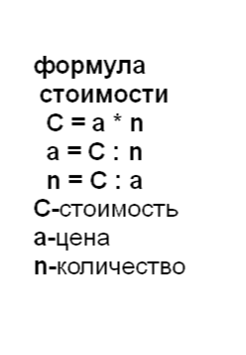 формула
стоимости
С = а * n
а = С : n
n = С : а
С-стоимость
а-цена
n-количество